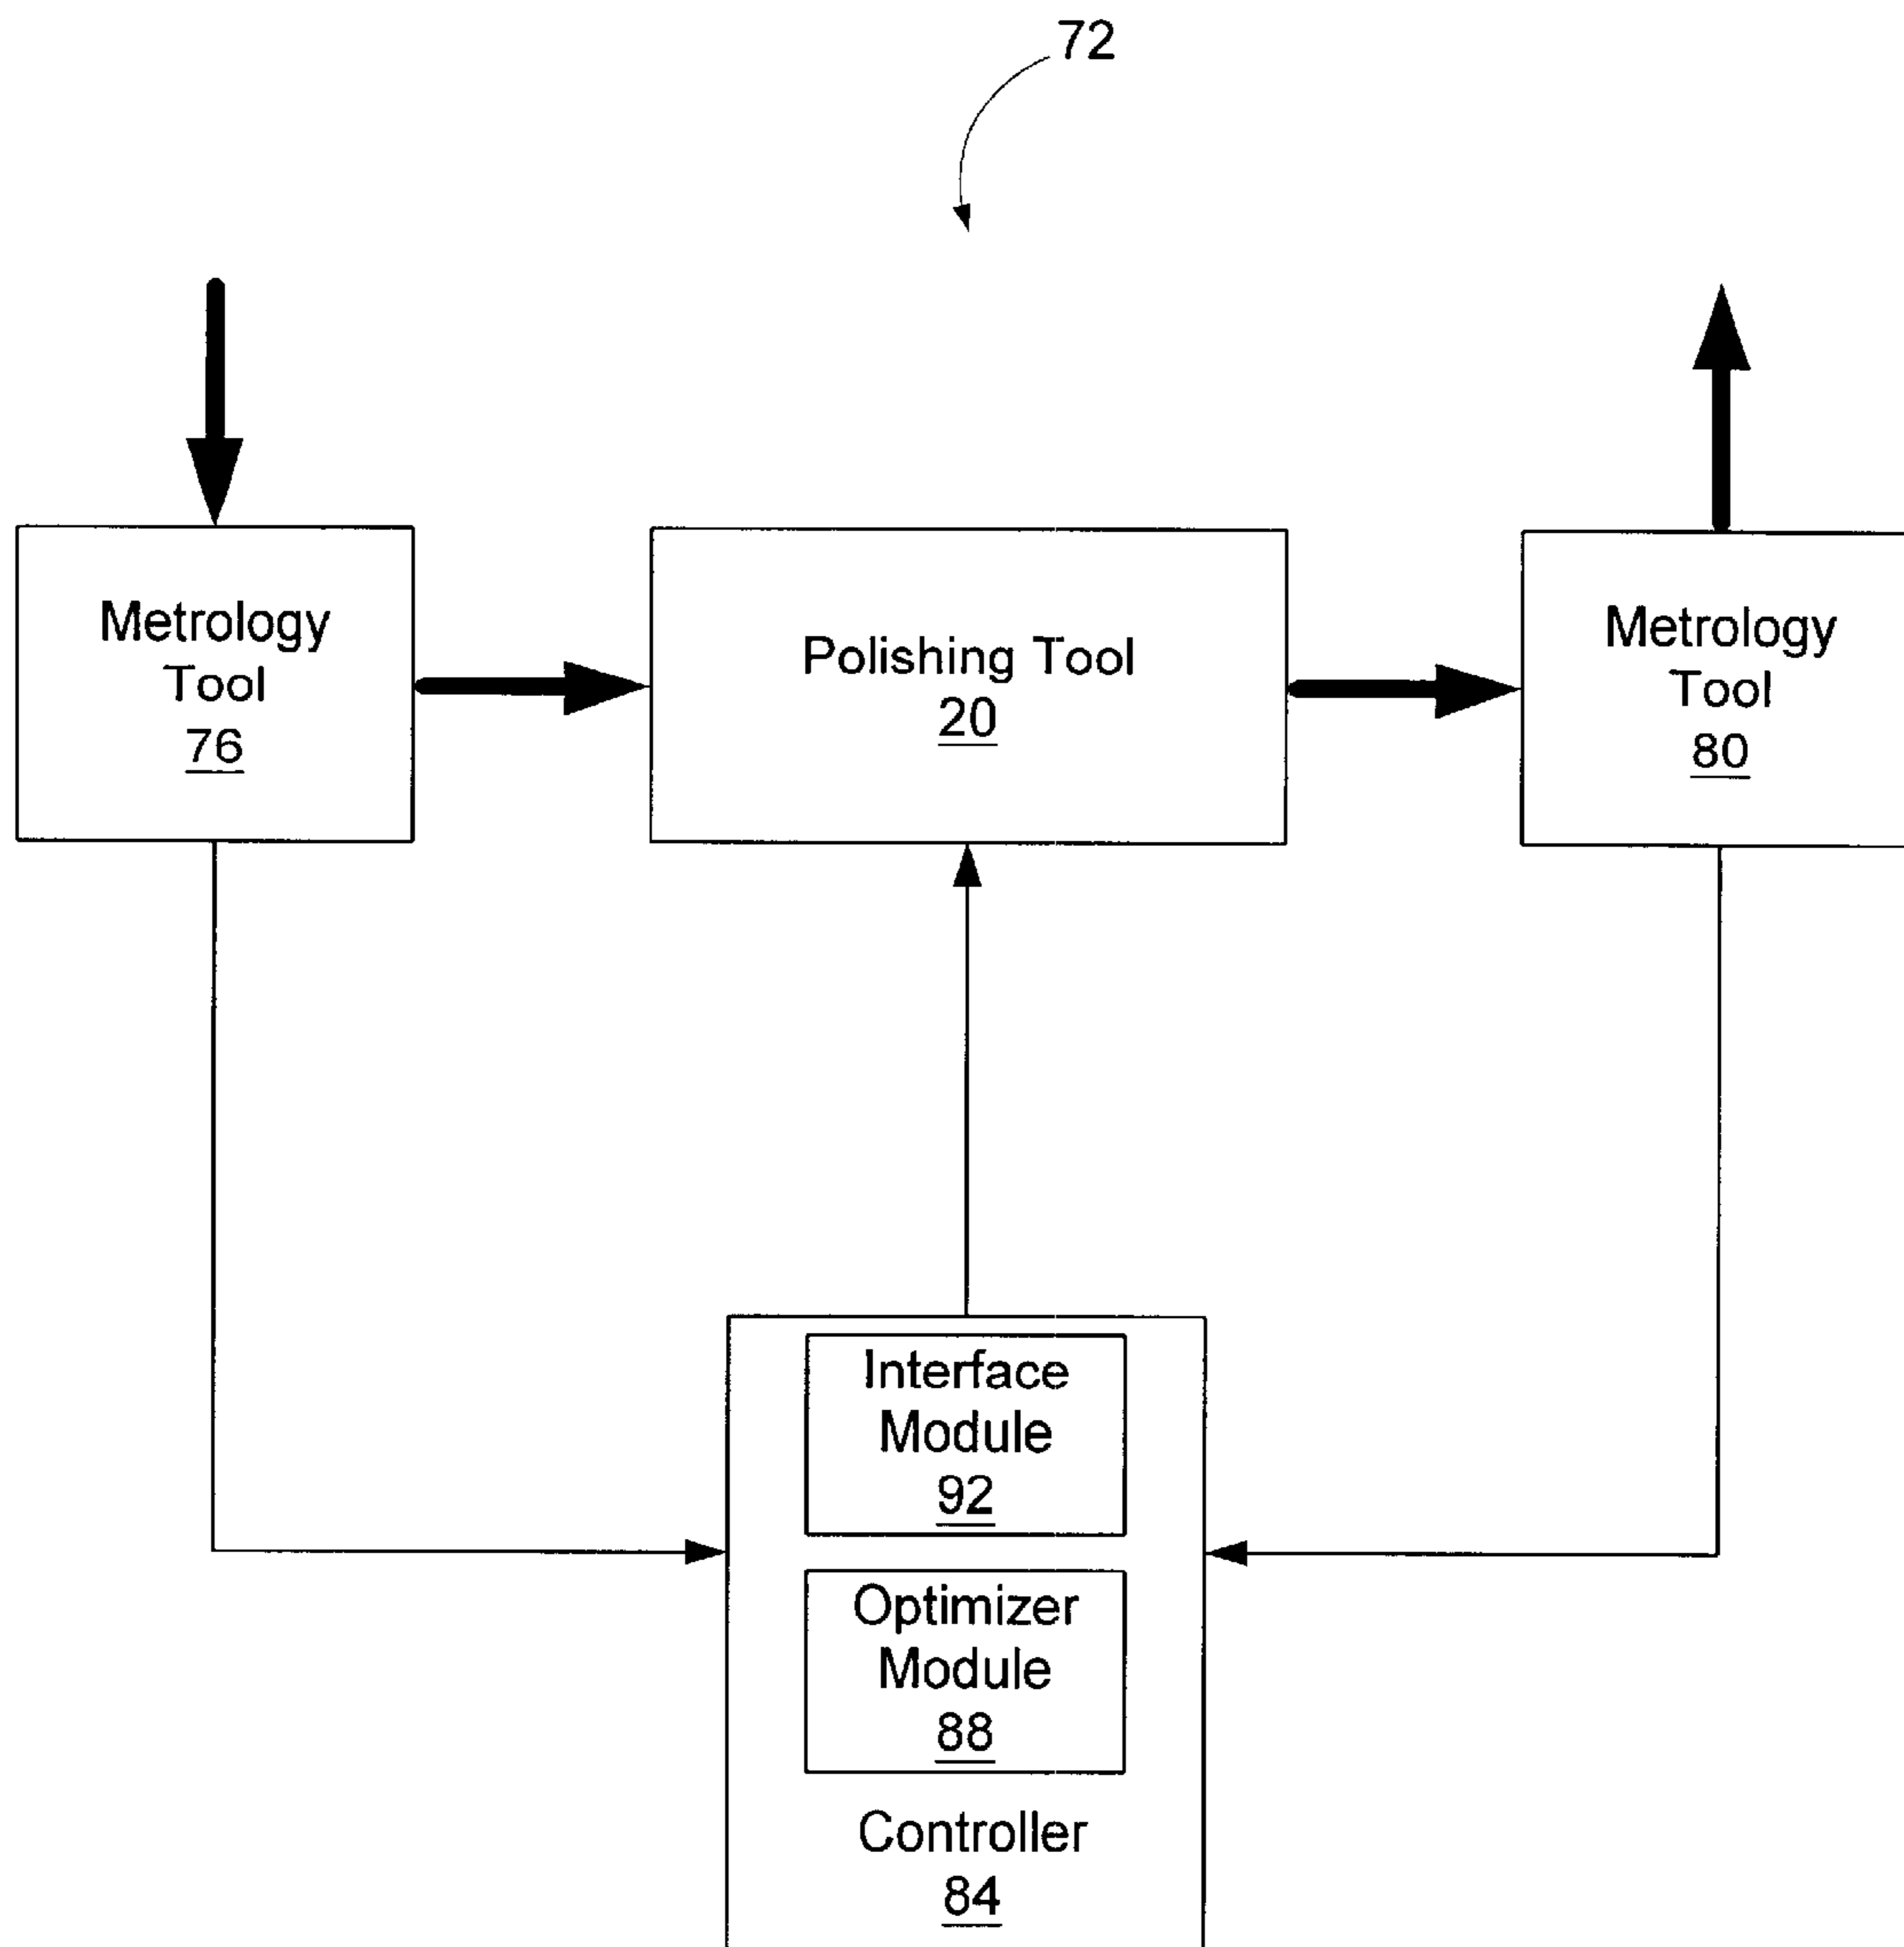 72
Metrology
Tool
76
Polishing Tool
20
Metrology
Tool
80
Interface
Module
92
Optimizer
Module
88
Controller
84